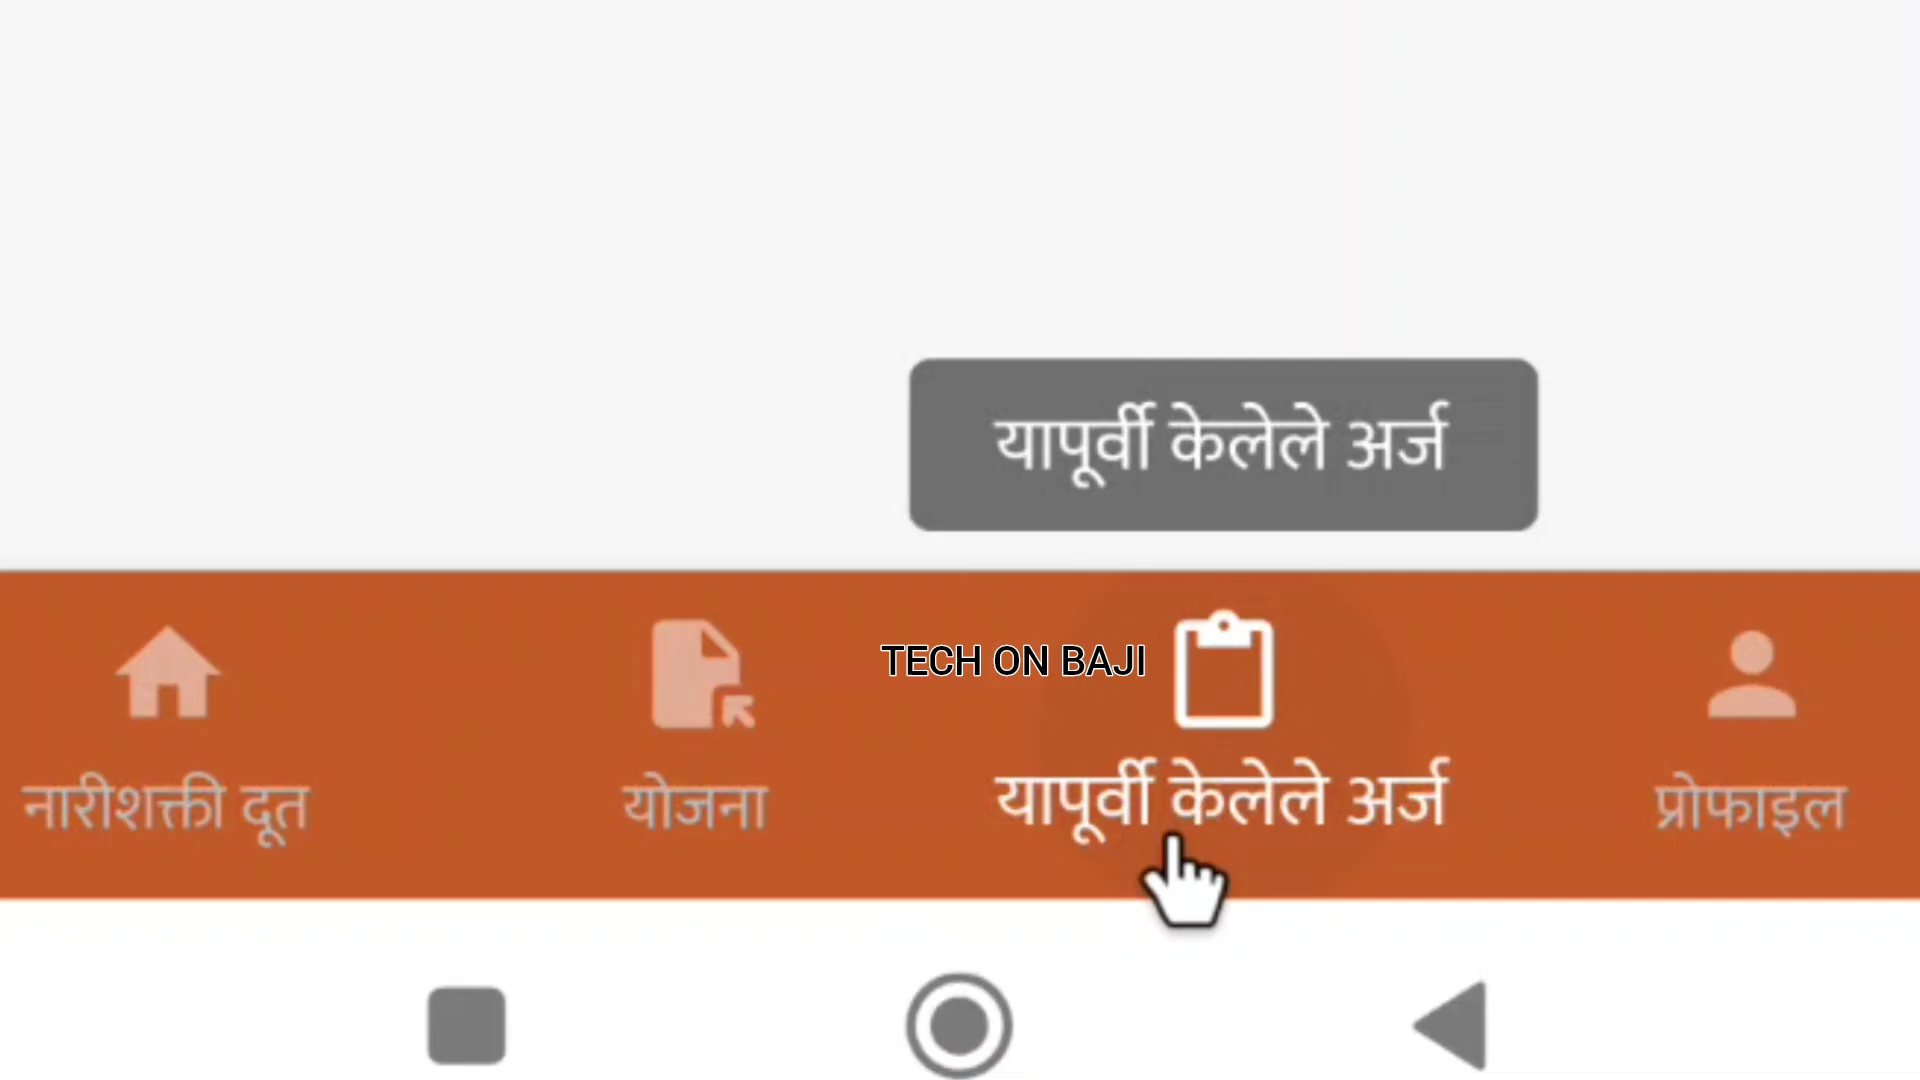 यापूर्वी केलेले अर्ज
TECH ON BAJI
नारीशक्ती दूत
योजना
यापूर्वी केलेले अर्ज
प्रोफाइल